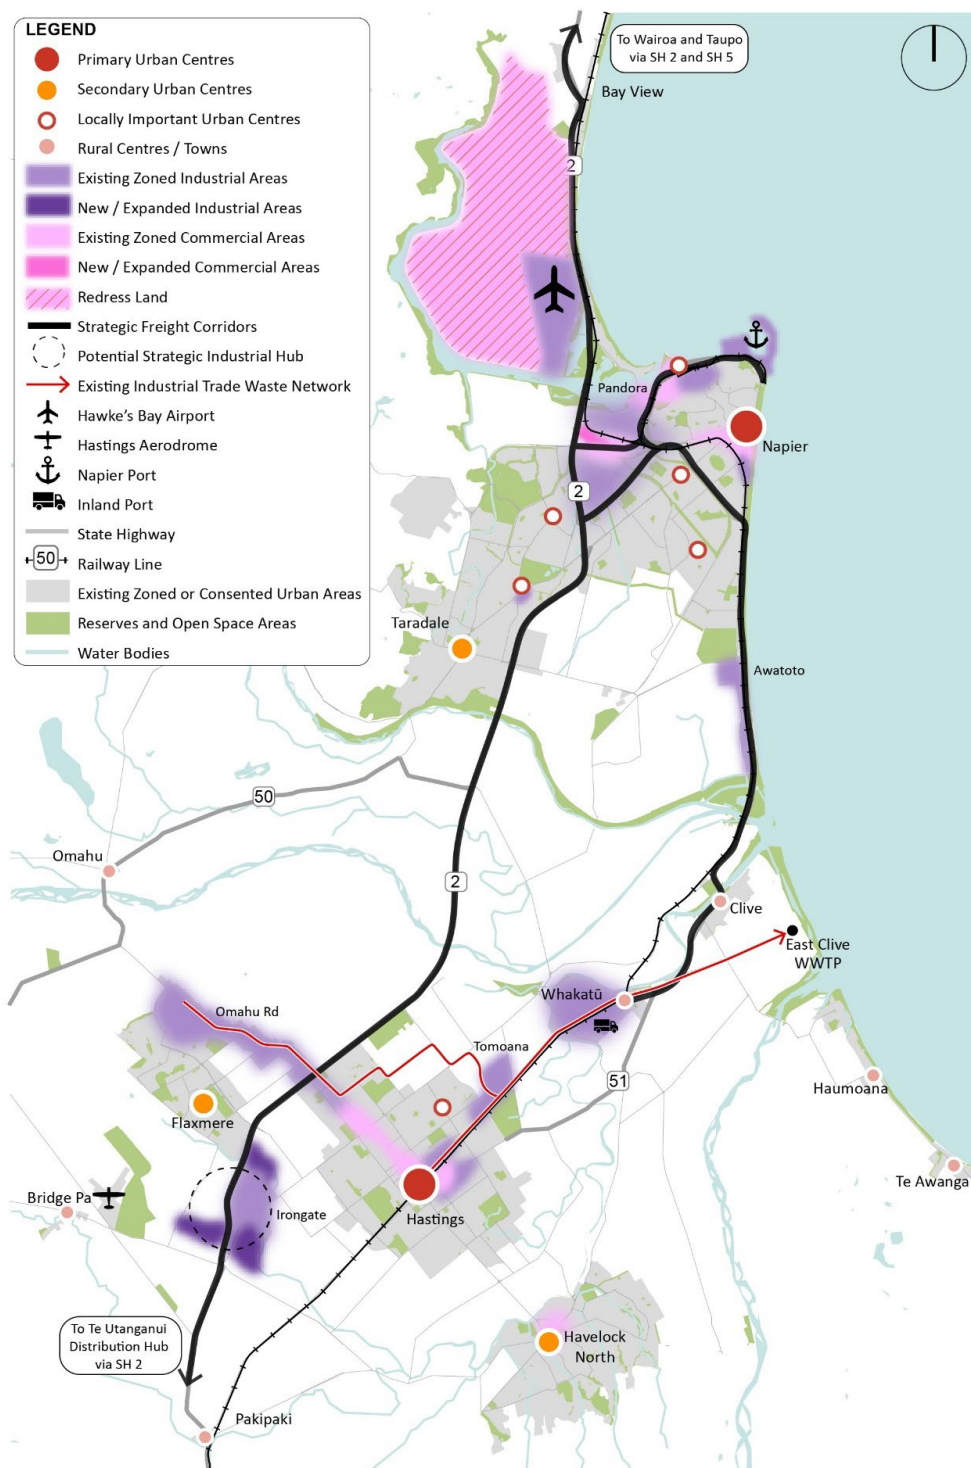 LEGEND
Primary Urban Centres
Secondary Urban Centres
Locally Important Urban Centres
Rural Centres / Towns
Existing Zoned Industrial Areas
New / Expanded Industrial Areas
Existing Zoned Commercial Areas
New / Expanded Commercial Areas
Redress Land
Strategic Freight Corridors
Potential Strategic Industrial Hub
Existing Industrial Trade Waste Network
Hawke's Bay Airport
Hastings Aerodrome
Napier Port
Inland Port
State Highway
50
Railway Line
Existing Zoned or Consented Urban Areas
Reserves and Open Space Areas
Water Bodies
To Wairoa and Taupo
via SH 2 and SH 5
Bay View
2
Pandora
Napier
2
Taradale
Awatoto
50
Omahu
2
Clive
East Clive
WWTP
Whakatū
Omahu Rd
Tomoana
51
Haumoana
Flaxmere
Te Awanga
Bridge Pa
Irongate
Hastings
To Te Utanganui
Distribution Hub
via SH 2
Havelock
North
Pakipaki